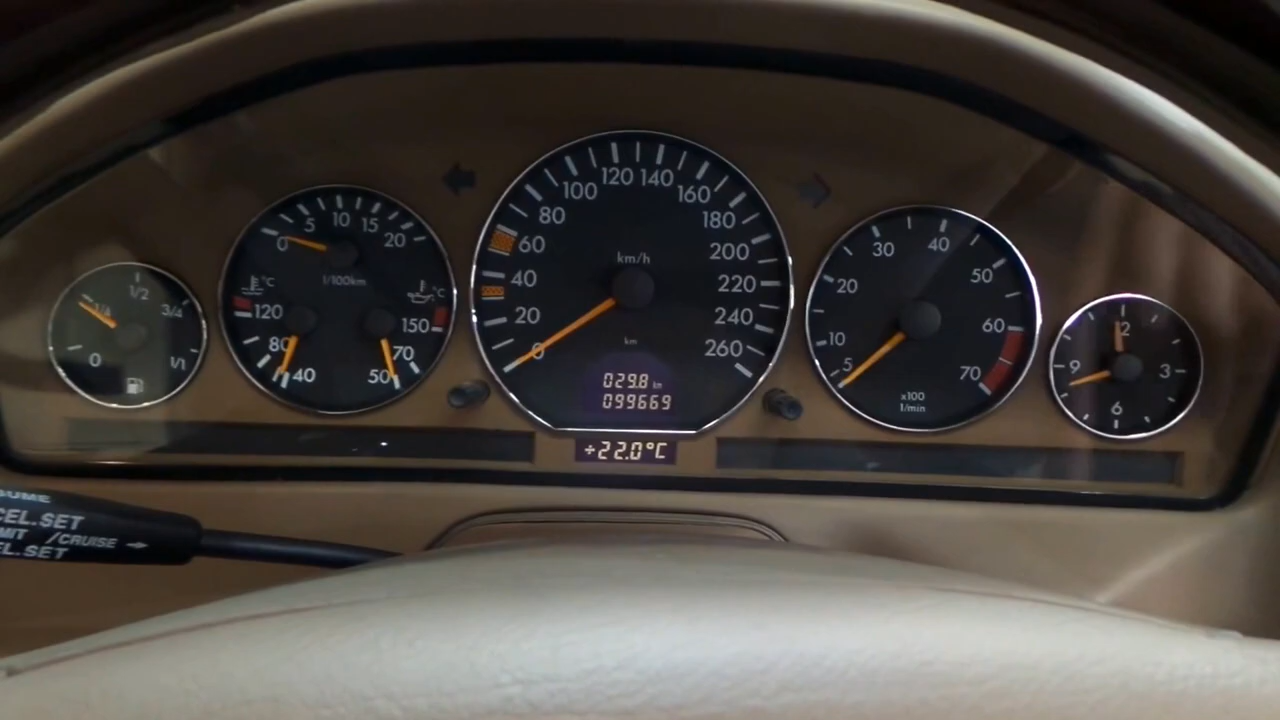 0 1/4 1/2 3/4 1/1
0 5 10 15 20
l/100km
°C °C
120 80 40
150 70 50
0 20 40 60 80 100 120 140 160 180 200 220 240 260
km/h
km
029.8 km
099669
+22.0°C
5 10 20 30 40 50 60 70
x100
1/min
3 6 9
CEL.SET
/CRUISE